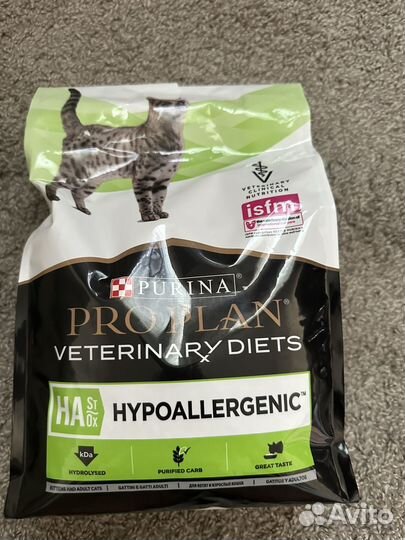 VETERINARY
CLINICAL
NUTRITION
isfm
PURINA
PRO PLAN®
VETERINARY DIETS
HA ST OX
HYPOALLERGENIC™
kDa
HYDROLYSED
PURIFIED CARB
GREAT TASTE
KITTENS AND ADULT CATS
GATTINI E GATTI ADULTI
ДЛЯ КОТЯТ И ВЗРОСЛЫХ КОШЕК
GATITOS Y ADULTOS
Avito